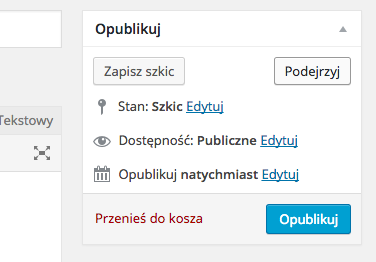 Opublikuj
Zapisz szkic Podejrzyj
Stan: Szkic Edytuj
Tekstowy
Dostępność: Publiczne Edytuj
Opublikuj natychmiast Edytuj
Przenieś do kosza Opublikuj